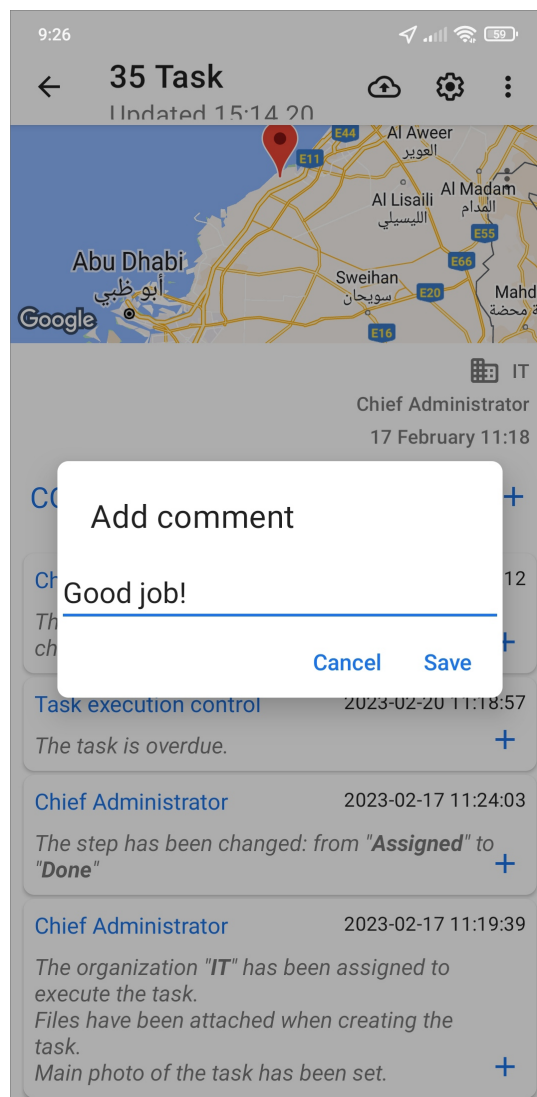 9:26
59
35 Task
Updated 15:14 20
E44
Al Aweer
العوير
E11
Al Lisaili
الليسيلي
Al Madam
المدام
E55
Abu Dhabi
أبو ظبي
E66
Sweihan
سويحان
E20
Mahd
ة محضة
Google
E16
IT
Chief Administrator
17 February 11:18
Add comment
Good job!
Cancel
Save
12
Task execution control
2023-02-20 11:18:57
The task is overdue.
Chief Administrator
2023-02-17 11:24:03
The step has been changed: from "Assigned" to
"Done"
Chief Administrator
2023-02-17 11:19:39
The organization "IT" has been assigned to
execute the task.
Files have been attached when creating the
task.
Main photo of the task has been set.